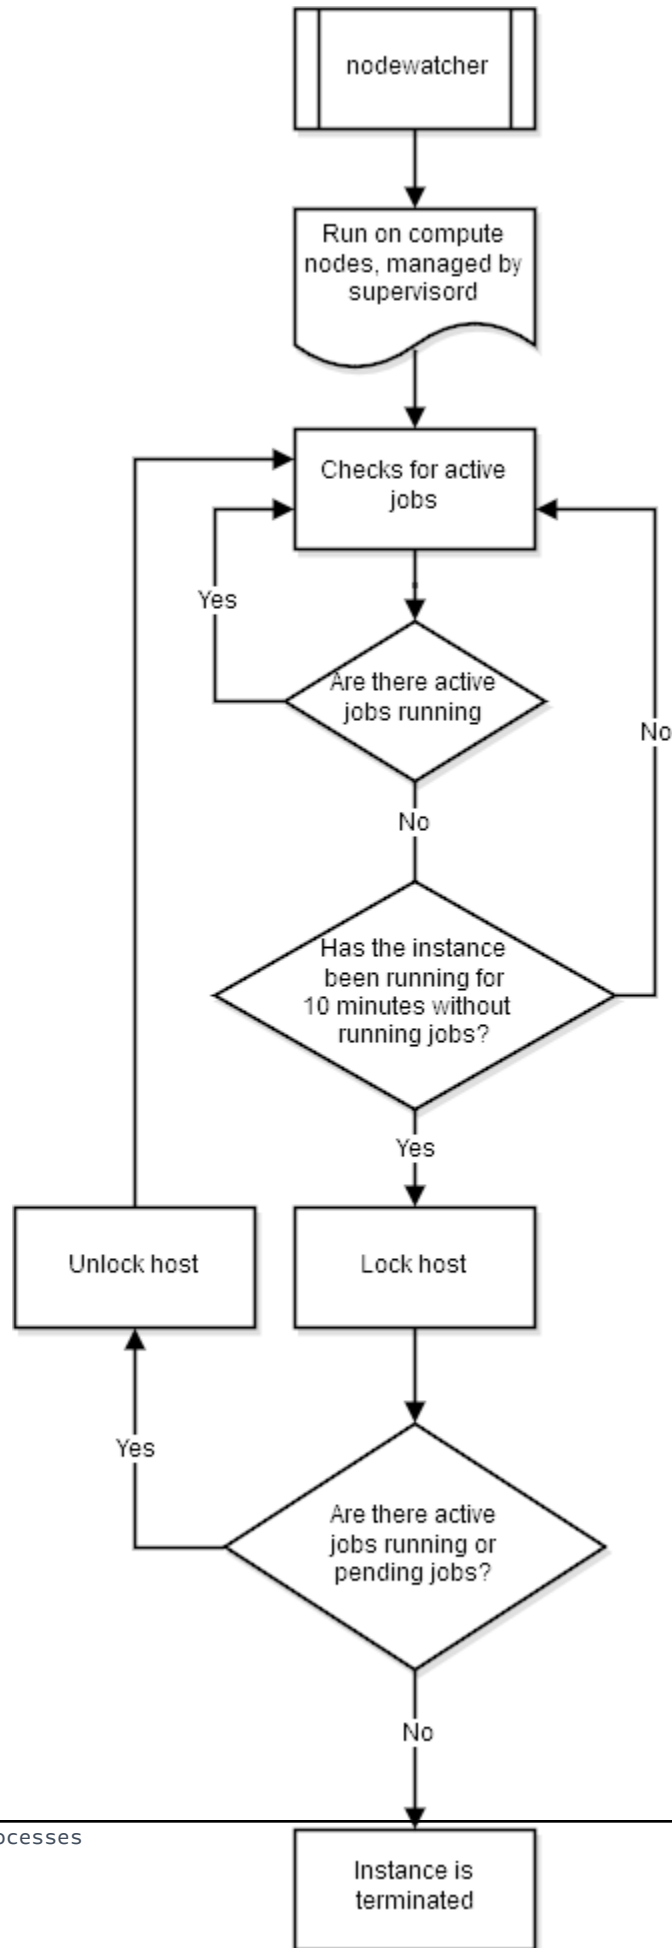 nodewatcher
Run on compute
nodes, managed by
supervisord
Checks for active
jobs
Yes
Are there active
jobs running
No
No
Has the instance
been running for
10 minutes without
running jobs?
Yes
Unlock host
Lock host
Yes
Are there active
jobs running or
pending jobs?
No
ocesses
Instance is
terminated